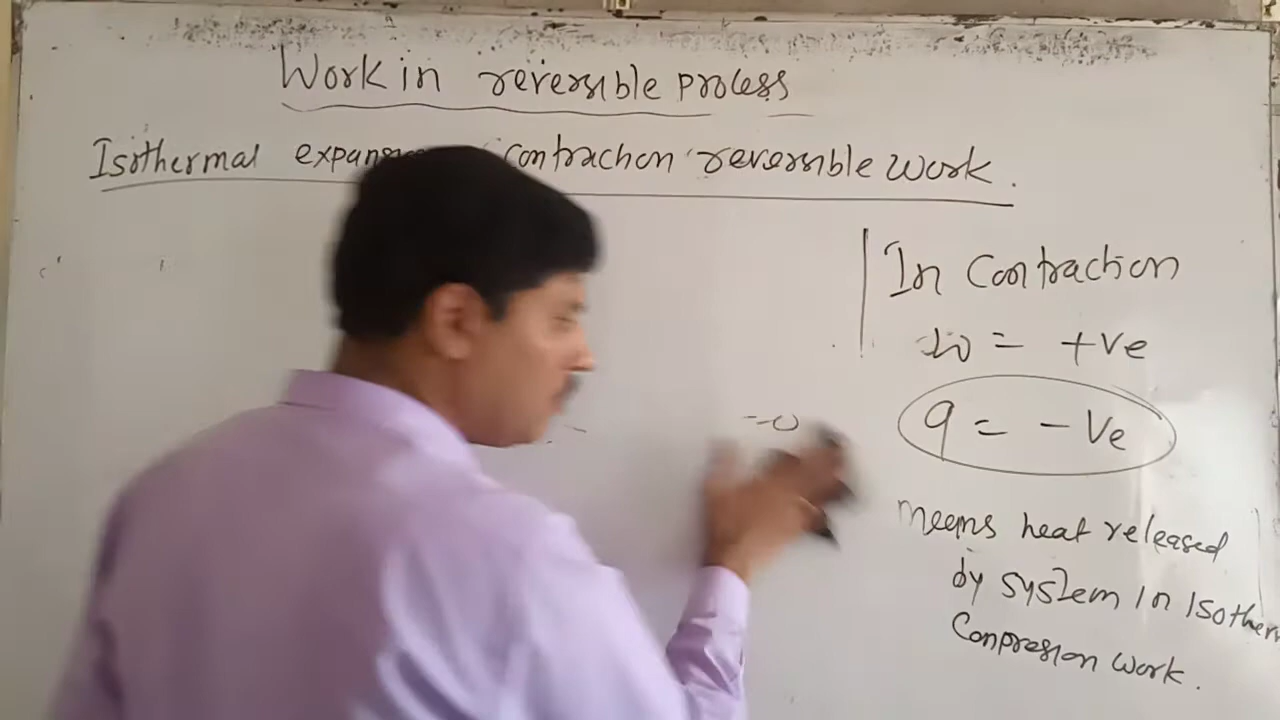 Work in reversible process
Isothermal expans contraction reversible work.
In Contraction
w = +ve
q = -ve
means heat released
by system in Isother
Compression work.